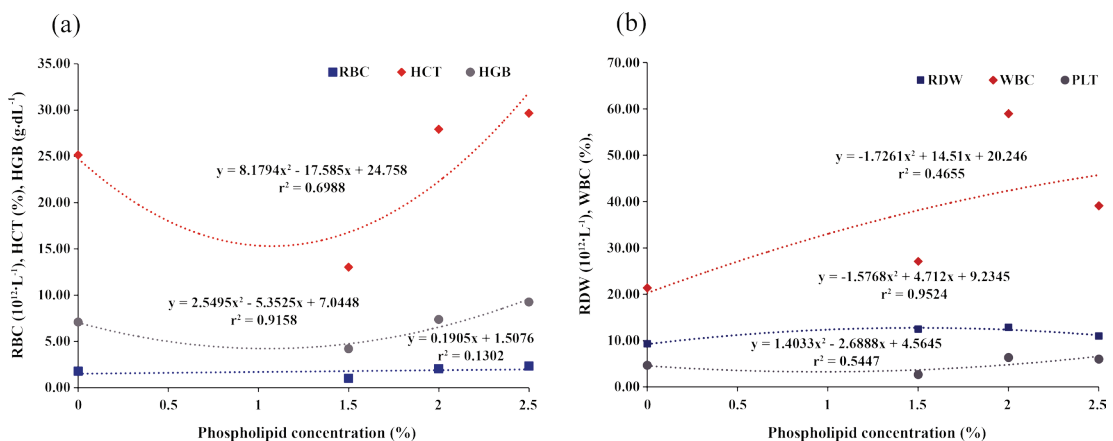 (a)
RBC HCT HGB
RBC (10¹²·L⁻¹), HCT (%), HGB (g·dL⁻¹)
35.00
30.00
25.00
20.00
15.00
10.00
5.00
0.00
y = 8.1794x² - 17.585x + 24.758
r² = 0.6988
y = 2.5495x² - 5.3525x + 7.0448
r² = 0.9158
y = 0.1905x + 1.5076
r² = 0.1302
0 0.5 1 1.5 2 2.5
Phospholipid concentration (%)
(b)
RDW WBC PLT
RDW (10¹²·L⁻¹), WBC (%),
70.00
60.00
50.00
40.00
30.00
20.00
10.00
0.00
y = -1.7261x² + 14.51x + 20.246
r² = 0.4655
y = -1.5768x² + 4.712x + 9.2345
r² = 0.9524
y = 1.4033x² - 2.6888x + 4.5645
r² = 0.5447
0 0.5 1 1.5 2 2.5
Phospholipid concentration (%)